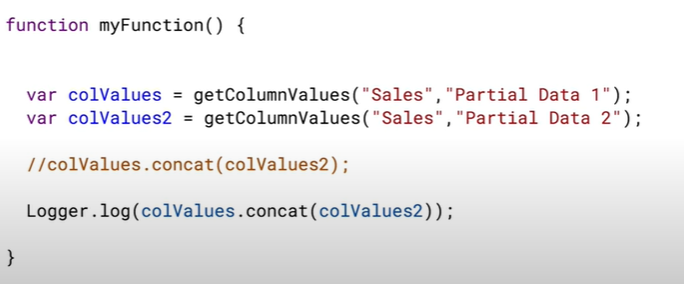 function myFunction() {
var colValues = getColumnValues("Sales","Partial Data 1");
var colValues2 = getColumnValues("Sales","Partial Data 2");
//colValues.concat(colValues2);
Logger.log(colValues.concat(colValues2));
}